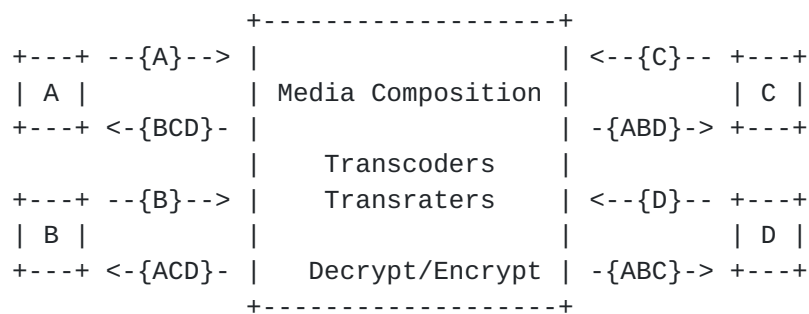 +-------------------+
+---+ --{A}--> |                   | <--{C}-- +---+
| A |          | Media Composition |          | C |
+---+ <-{BCD}- |                   | -{ABD}-> +---+
               |    Transcoders    |
+---+ --{B}--> |    Transraters    | <--{D}-- +---+
| B |          |                   |          | D |
+---+ <-{ACD}- |   Decrypt/Encrypt | -{ABC}-> +---+
               +-------------------+